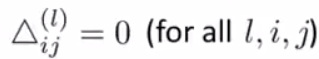 △_{ij}^{(l)} = 0 (for all l, i, j)